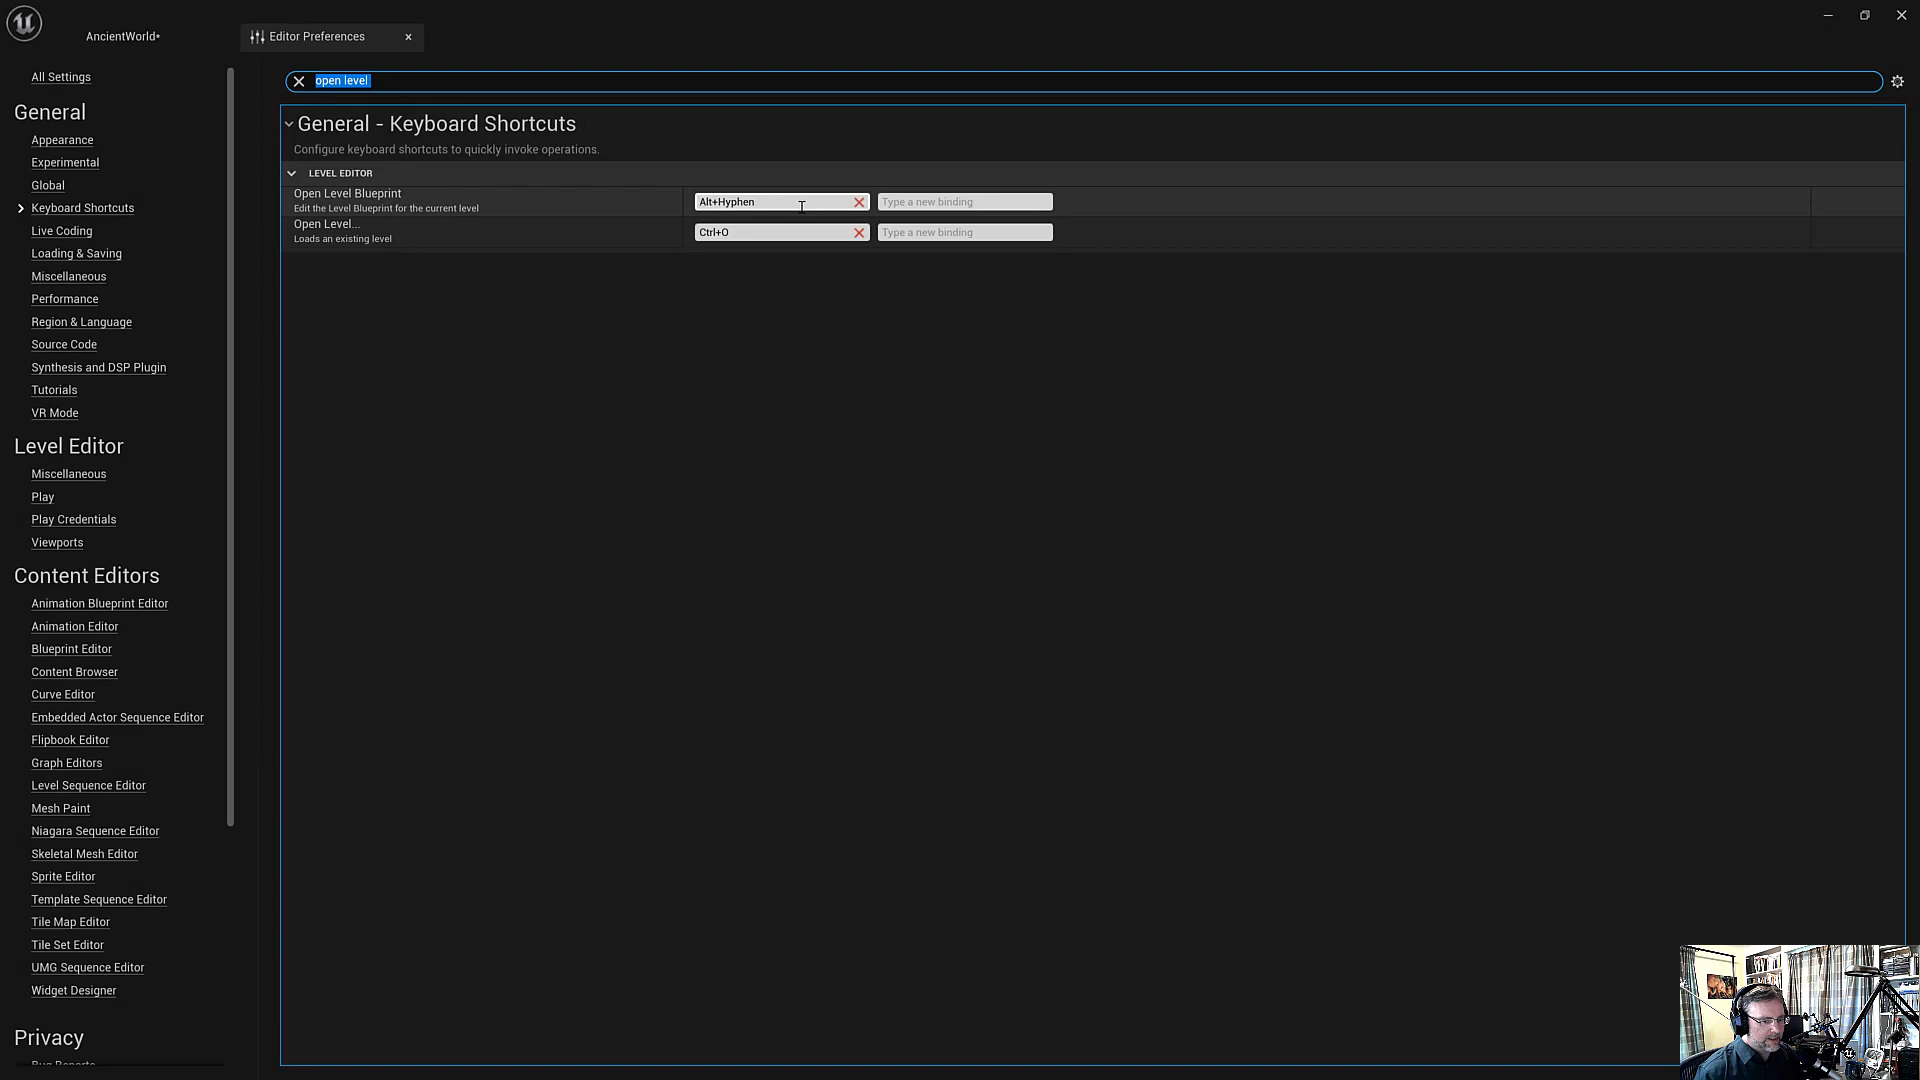 AncientWorld*
Editor Preferences
All Settings
General
Appearance
Experimental
Global
Keyboard Shortcuts
Live Coding
Loading & Saving
Miscellaneous
Performance
Region & Language
Source Code
Synthesis and DSP Plugin
Tutorials
VR Mode
Level Editor
Miscellaneous
Play
Play Credentials
Viewports
Content Editors
Animation Blueprint Editor
Animation Editor
Blueprint Editor
Content Browser
Curve Editor
Embedded Actor Sequence Editor
Flipbook Editor
Graph Editors
Level Sequence Editor
Mesh Paint
Niagara Sequence Editor
Skeletal Mesh Editor
Sprite Editor
Template Sequence Editor
Tile Map Editor
Tile Set Editor
UMG Sequence Editor
Widget Designer
Privacy
Bug Reports
open level
General - Keyboard Shortcuts
Configure keyboard shortcuts to quickly invoke operations.
LEVEL EDITOR
Open Level Blueprint
Edit the Level Blueprint for the current level
Alt+Hyphen
Type a new binding
Open Level...
Loads an existing level
Ctrl+O
Type a new binding